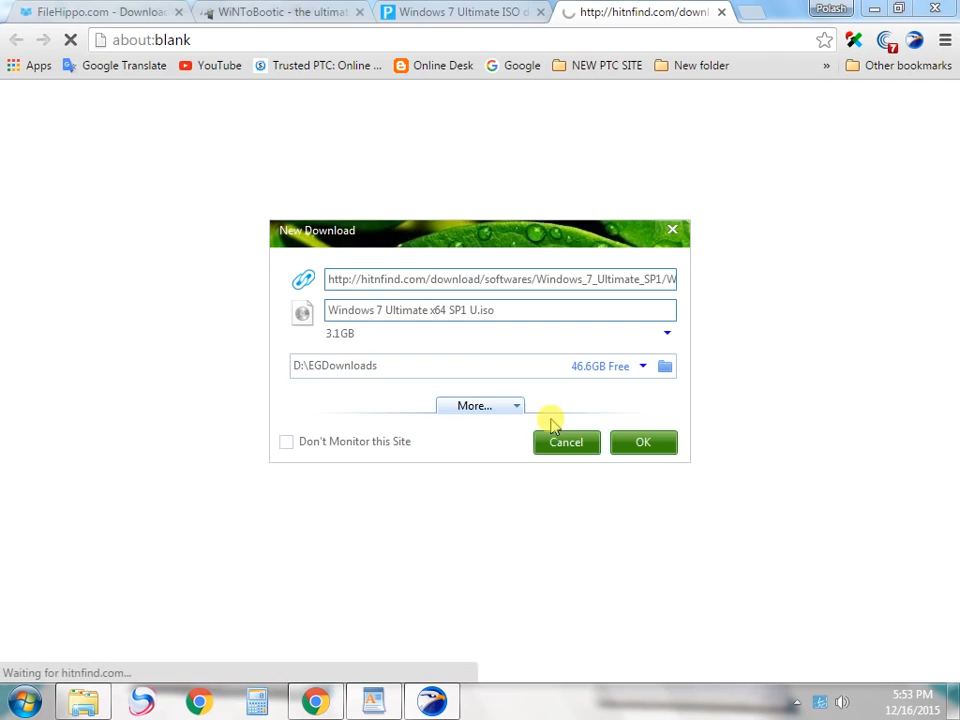 FileHippo.com - Downloa
WiNToBootic - the ultimat
Windows 7 Ultimate ISO d
http://hitnfind.com/downl
Polash
about:blank
7
Apps
Google Translate
YouTube
Trusted PTC: Online ...
Online Desk
Google
NEW PTC SITE
New folder
»
Other bookmarks
New Download
http://hitnfind.com/download/softwares/Windows_7_Ultimate_SP1/W
Windows 7 Ultimate x64 SP1 U.iso
3.1GB
D:\EGDownloads
46.6GB Free
More...
Don't Monitor this Site
Cancel
OK
Waiting for hitnfind.com...
5:53 PM
12/16/2015